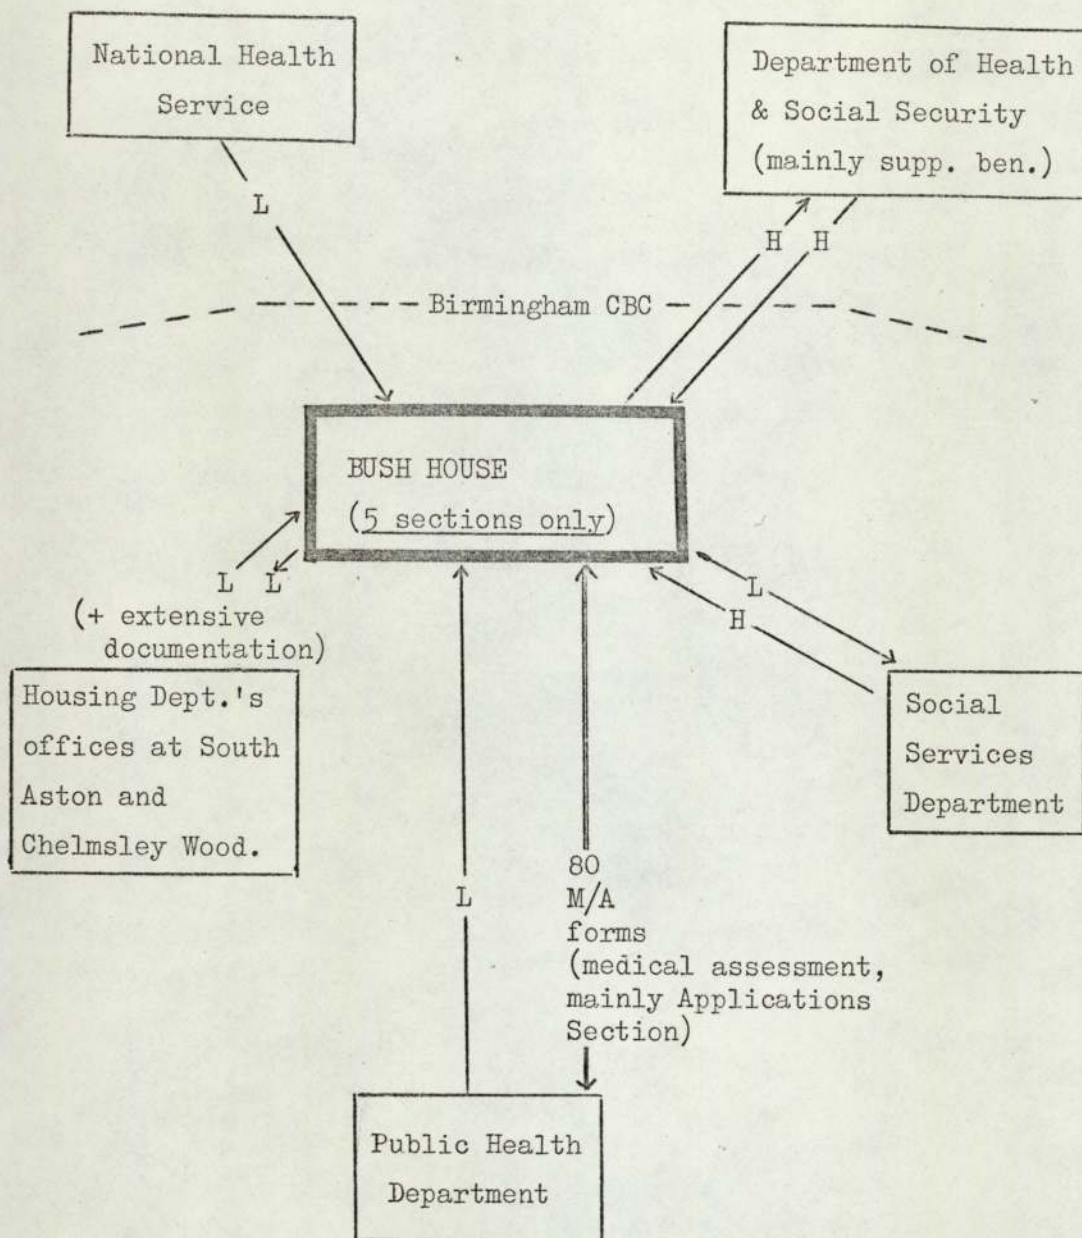 National Health
Service
Department of Health
& Social Security
(mainly supp. ben.)
L
H H
Birmingham CBC
BUSH HOUSE
(5 sections only)
L L
(+ extensive
documentation)
L
H
Housing Dept.'s
offices at South
Aston and
Chelmsley Wood.
Social
Services
Department
L
80
M/A
forms
(medical assessment,
mainly Applications
Section)
Public Health
Department